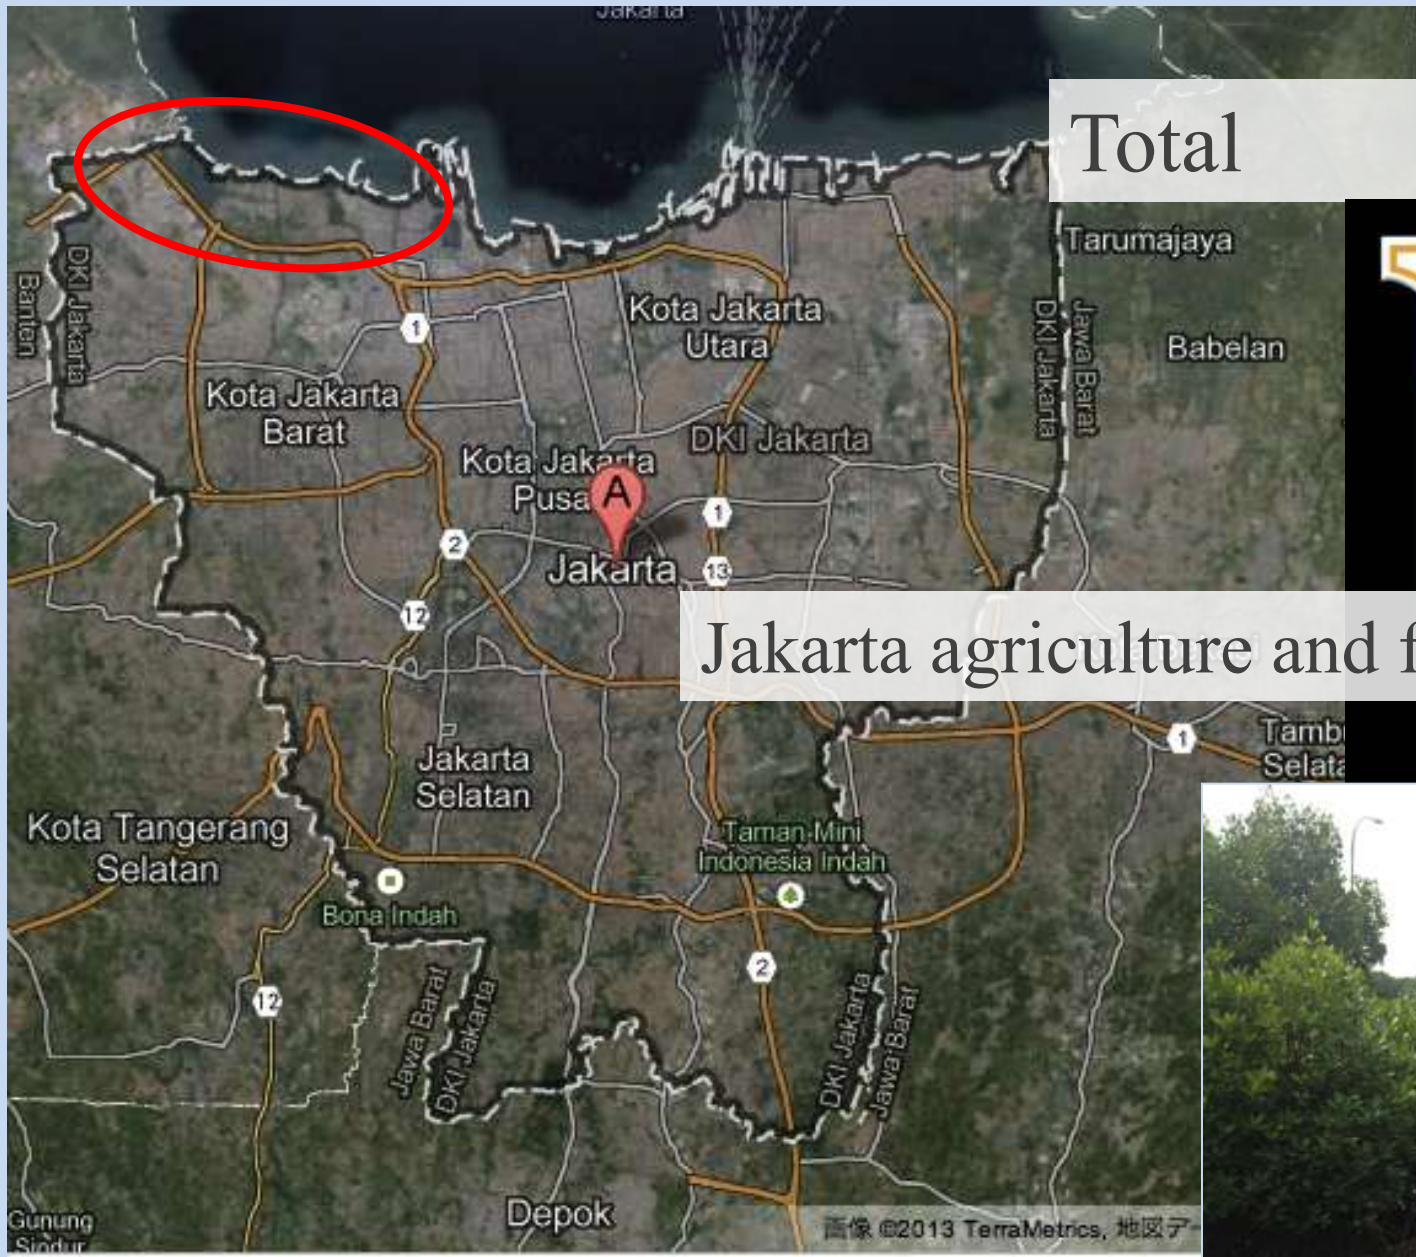 Jakarta
Total
Tarumajaya
DKI Jakarta
Banten
Kota Jakarta
Utara
DKI Jakarta
Jawa Barat
Babelan
1
Kota Jakarta
Barat
DKI Jakarta
Kota Jakarta
Pusa
A
1
2
Jakarta
13
12
Jakarta agriculture and f
Jakarta
Selatan
1
Tambu
Selata
Kota Tangerang
Selatan
Taman Mini
Indonesia Indah
Bona Indah
2
12
Jawa Barat
DKI Jakarta
DKI Jakarta
Jawa Barat
Depok
Gunung
Sindur
画像 ©2013 TerraMetrics, 地図デ